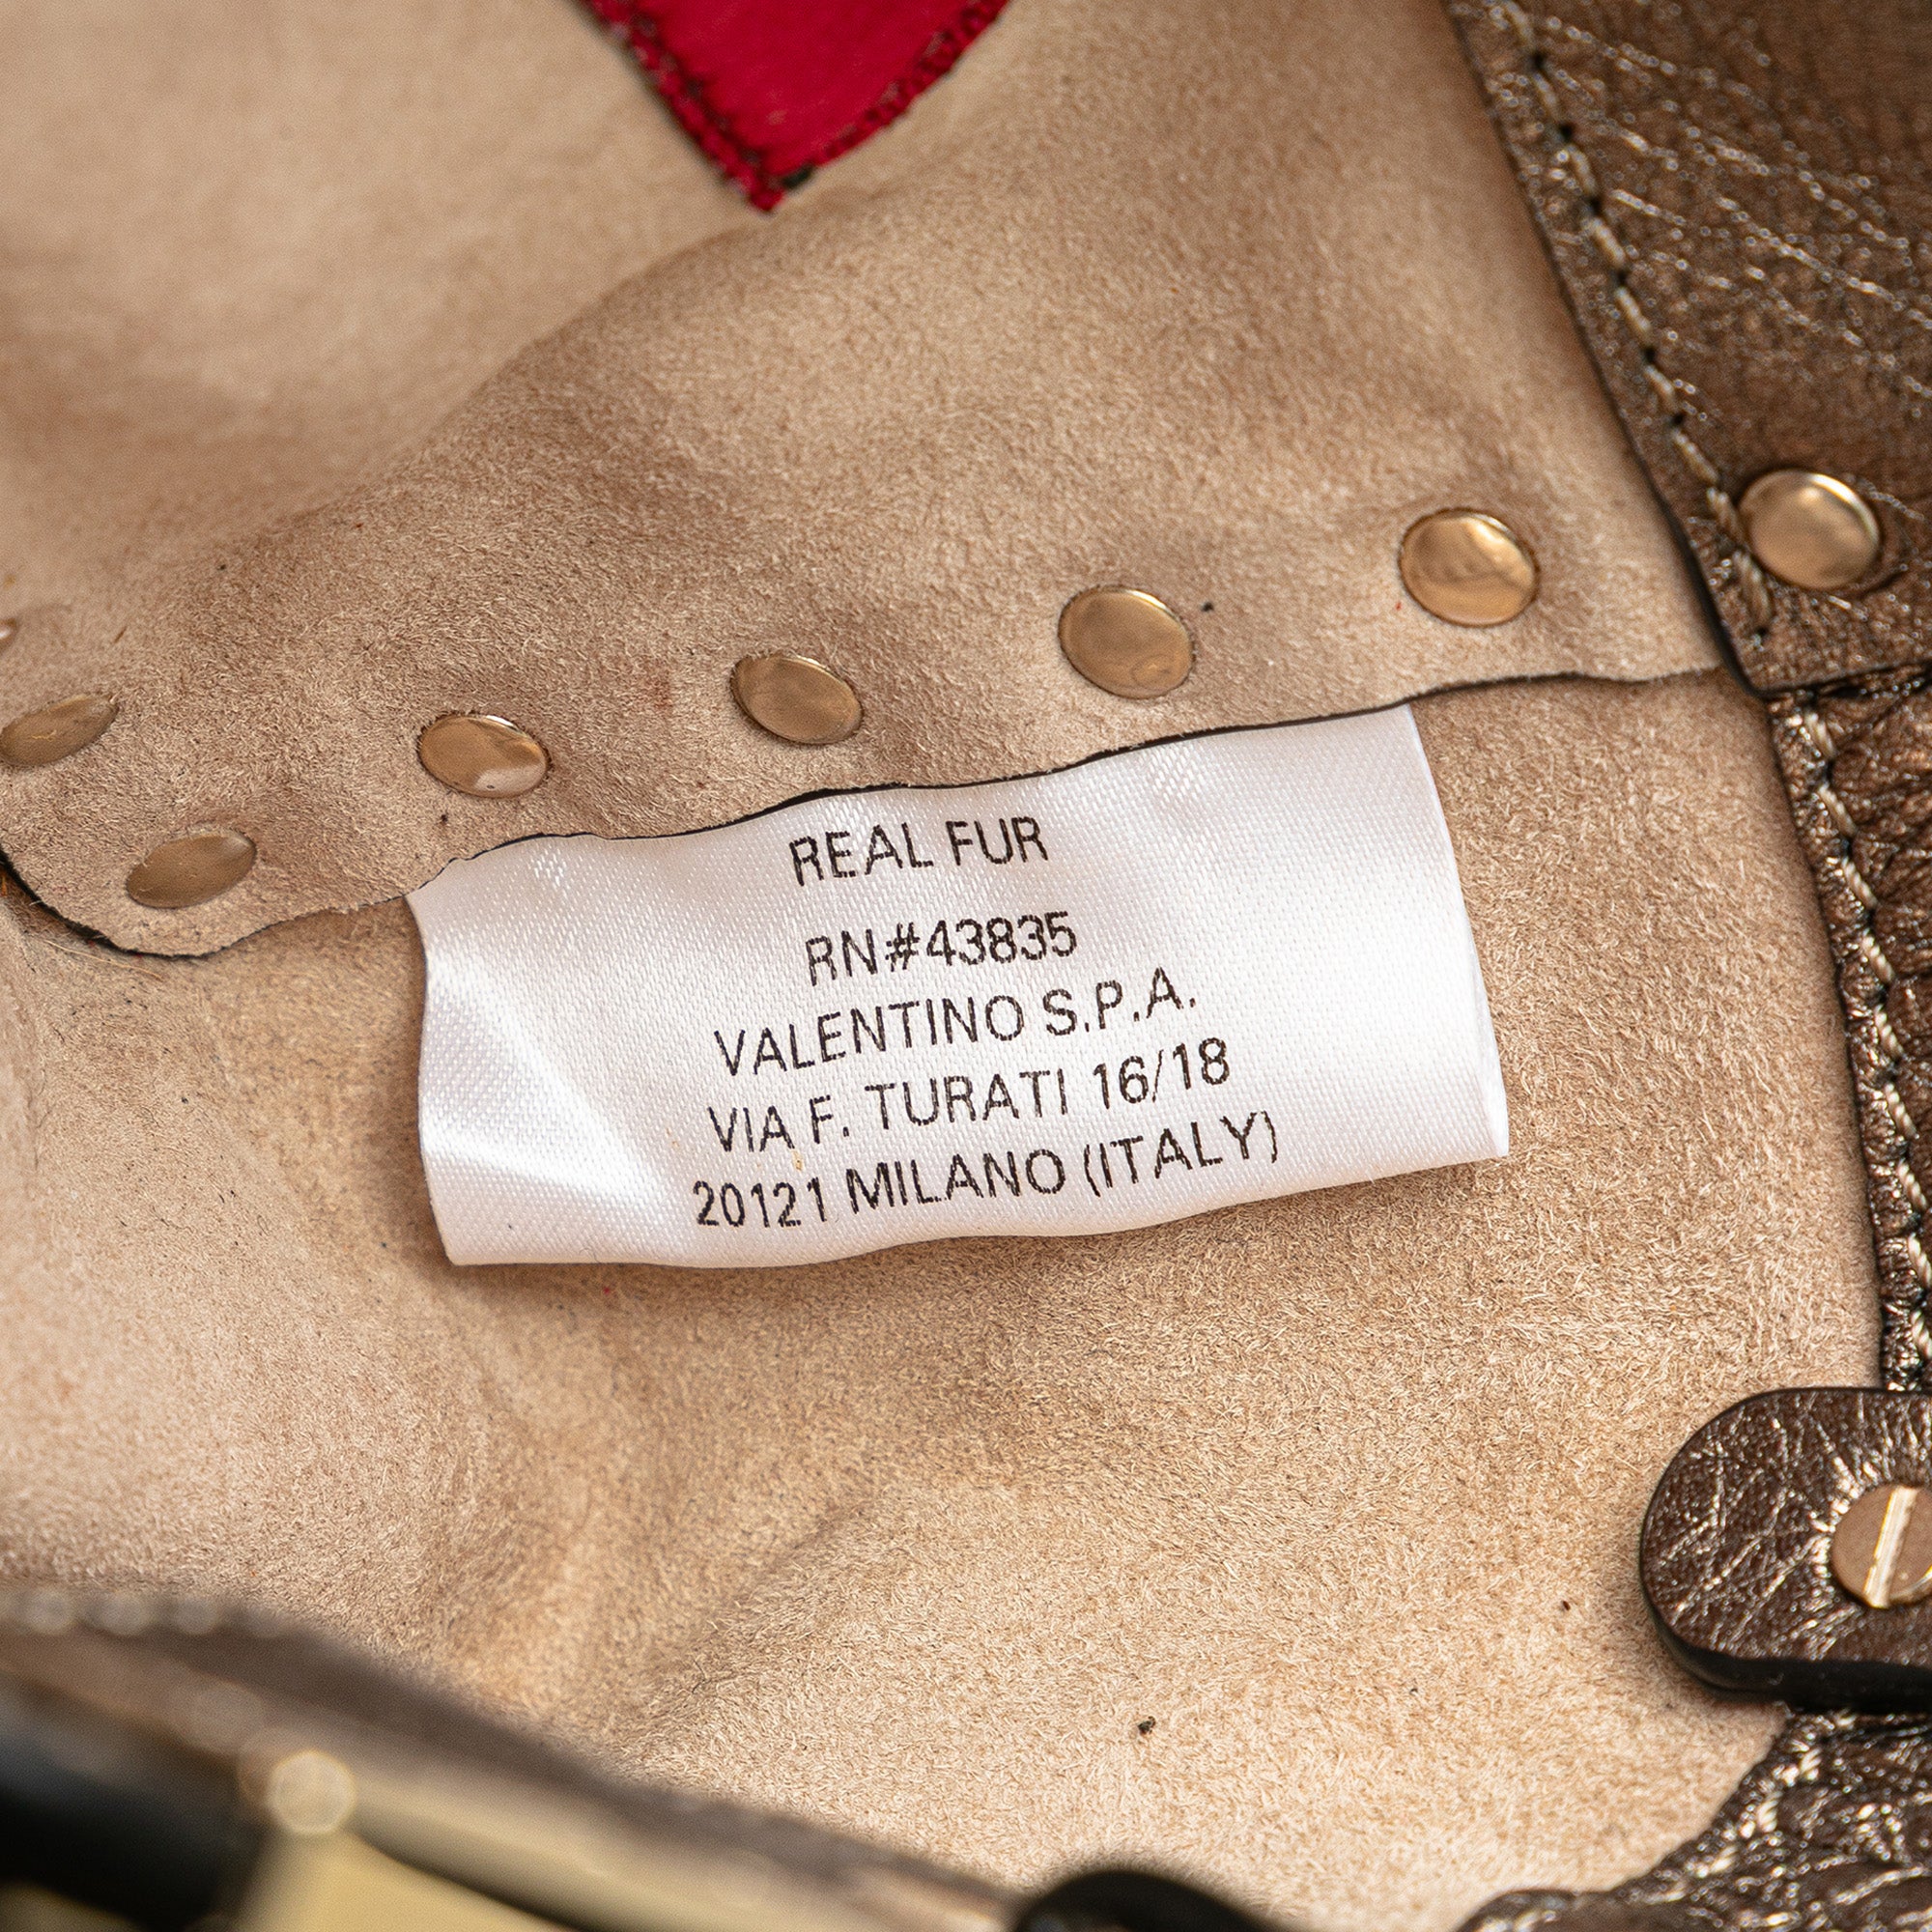 REAL FUR
RN#43835
VALENTINO S.P.A.
VIA F. TURATI 16/18
20121 MILANO (ITALY)